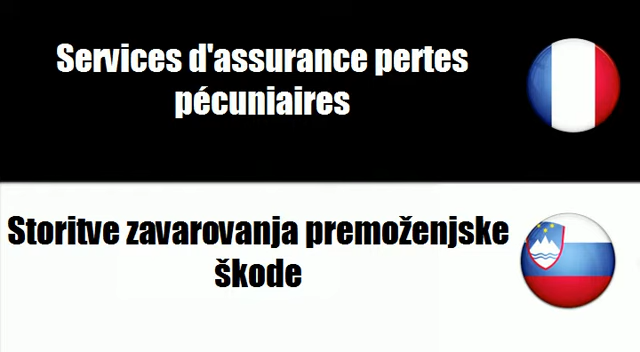 Services d'assurance pertes
pécuniaires
Storitve zavarovanja premoženjske
škode